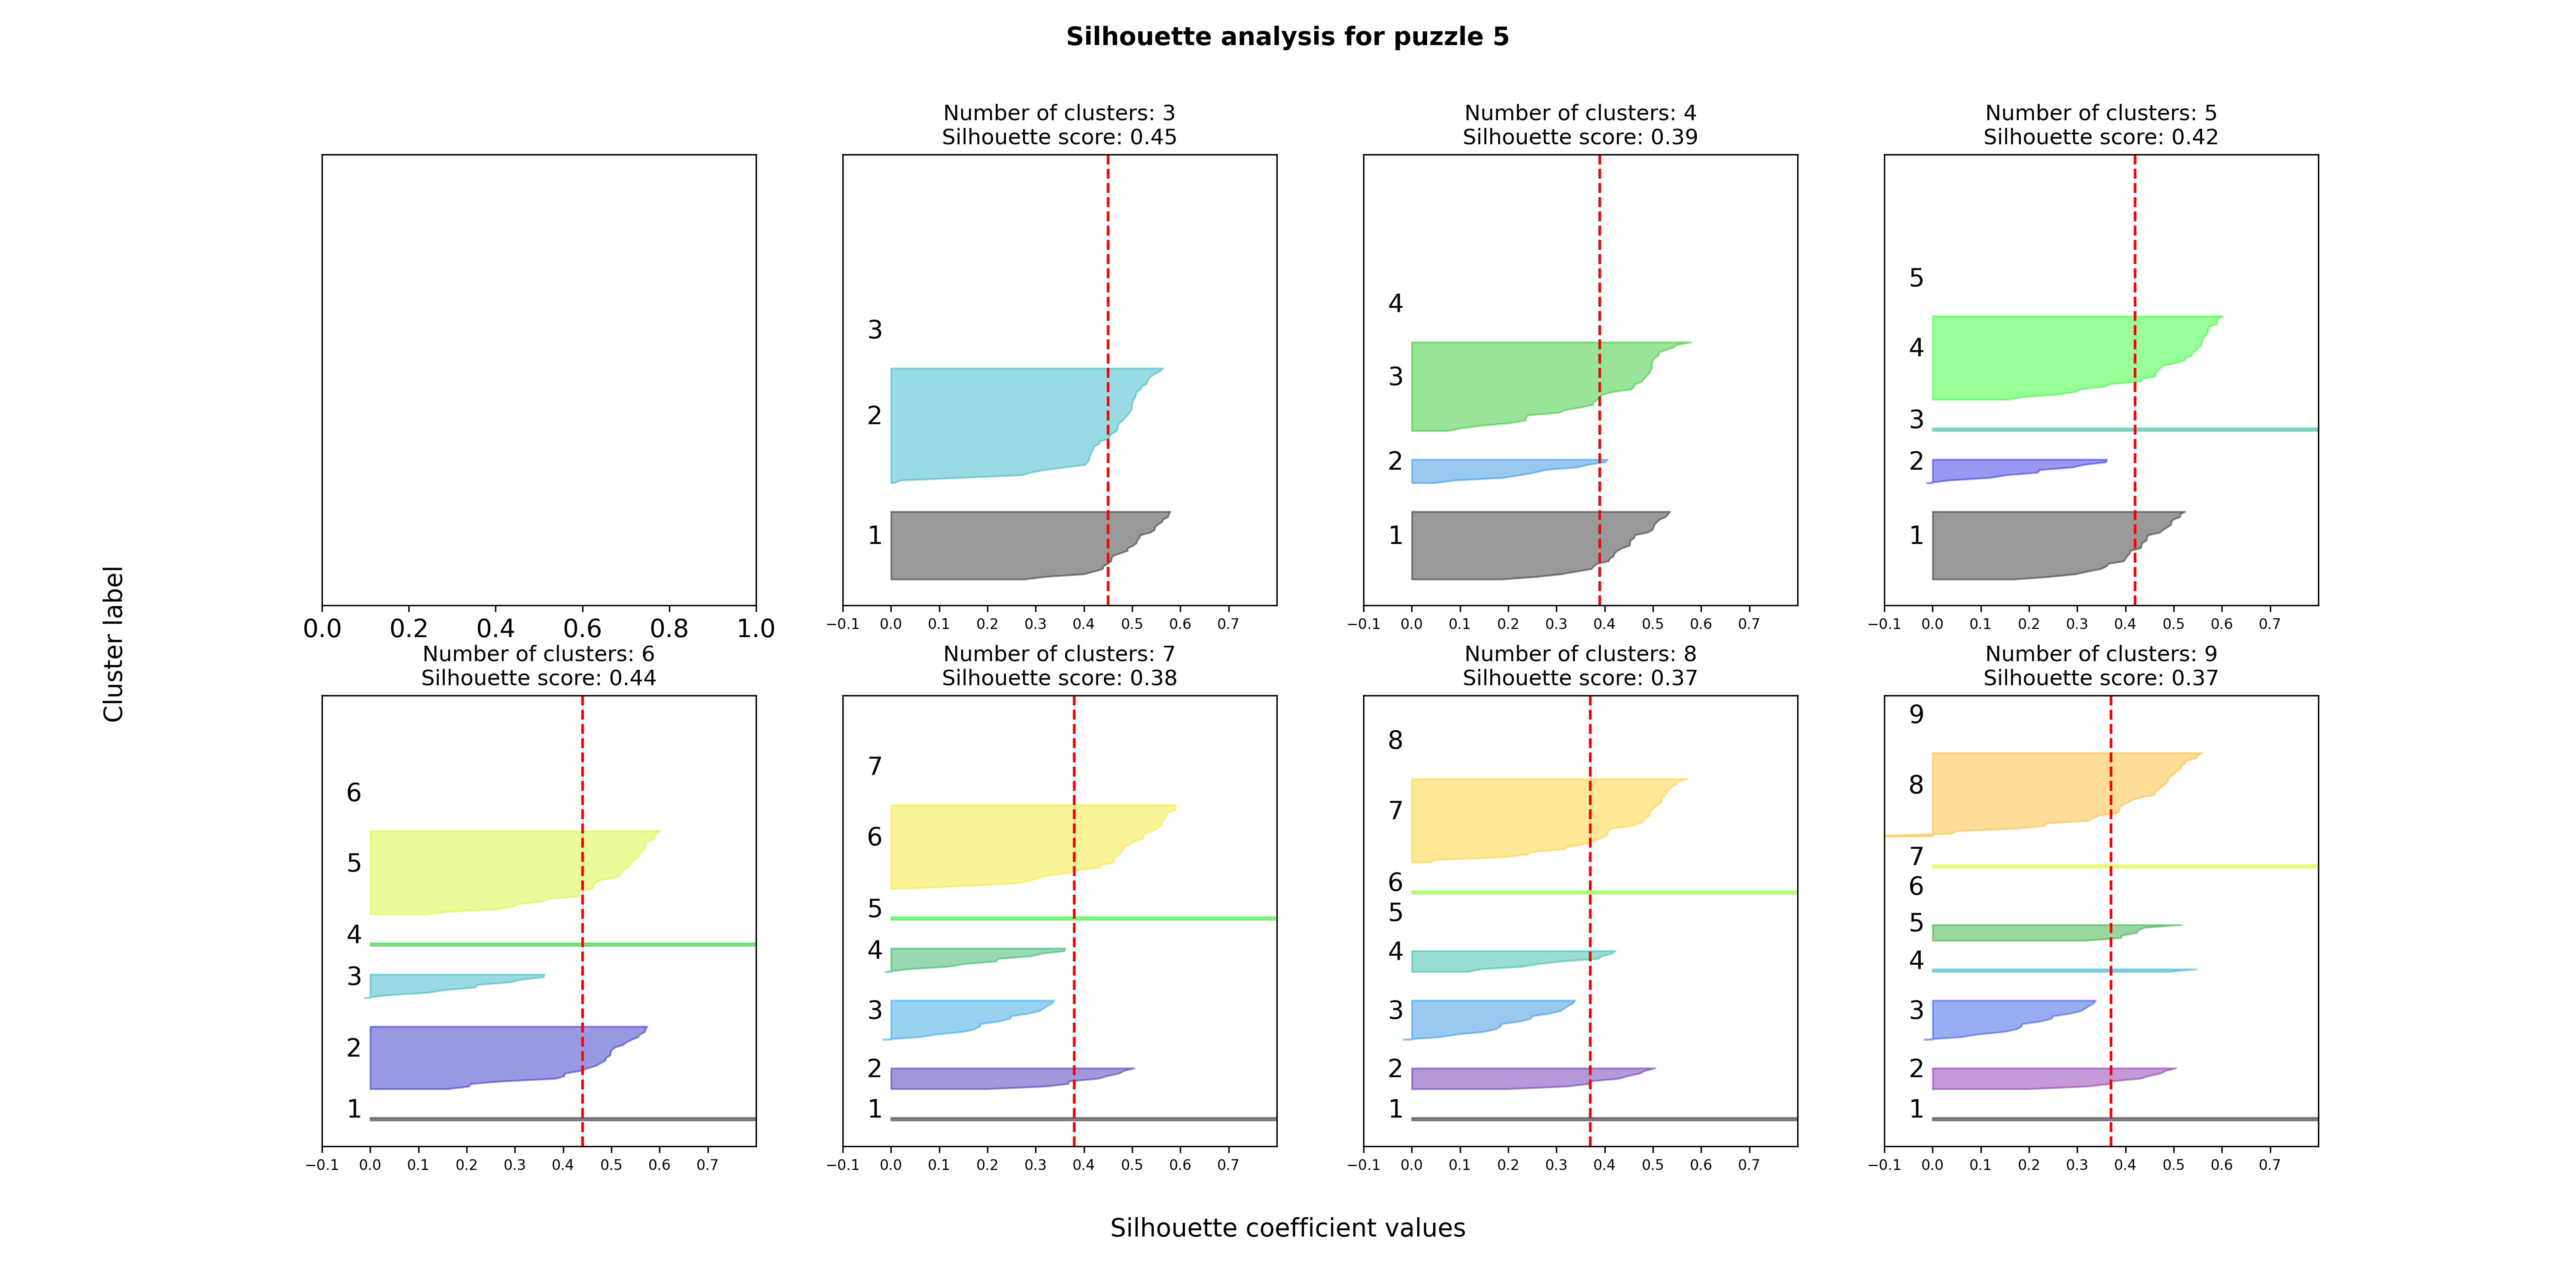 Silhouette analysis for puzzle 5
Number of clusters: 3
Silhouette score: 0.45
Number of clusters: 4
Silhouette score: 0.39
Number of clusters: 5
Silhouette score: 0.42
3
2
1
4
3
2
1
5
4
3
2
1
0.0 0.2 0.4 0.6 0.8 1.0
−0.1 0.0 0.1 0.2 0.3 0.4 0.5 0.6 0.7
−0.1 0.0 0.1 0.2 0.3 0.4 0.5 0.6 0.7
−0.1 0.0 0.1 0.2 0.3 0.4 0.5 0.6 0.7
Cluster label
Number of clusters: 6
Silhouette score: 0.44
Number of clusters: 7
Silhouette score: 0.38
Number of clusters: 8
Silhouette score: 0.37
Number of clusters: 9
Silhouette score: 0.37
6
5
4
3
2
1
7
6
5
4
3
2
1
8
7
6
5
4
3
2
1
9
8
7
6
5
4
3
2
1
−0.1 0.0 0.1 0.2 0.3 0.4 0.5 0.6 0.7
−0.1 0.0 0.1 0.2 0.3 0.4 0.5 0.6 0.7
−0.1 0.0 0.1 0.2 0.3 0.4 0.5 0.6 0.7
−0.1 0.0 0.1 0.2 0.3 0.4 0.5 0.6 0.7
Silhouette coefficient values